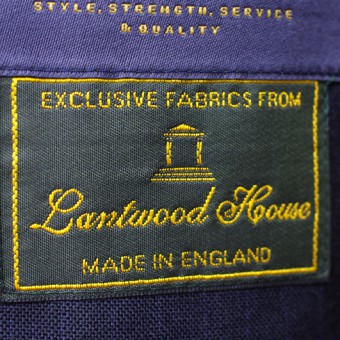 STYLE, STRENGTH, SERVICE
& QUALITY
EXCLUSIVE FABRICS FROM
Lantwood House
MADE IN ENGLAND